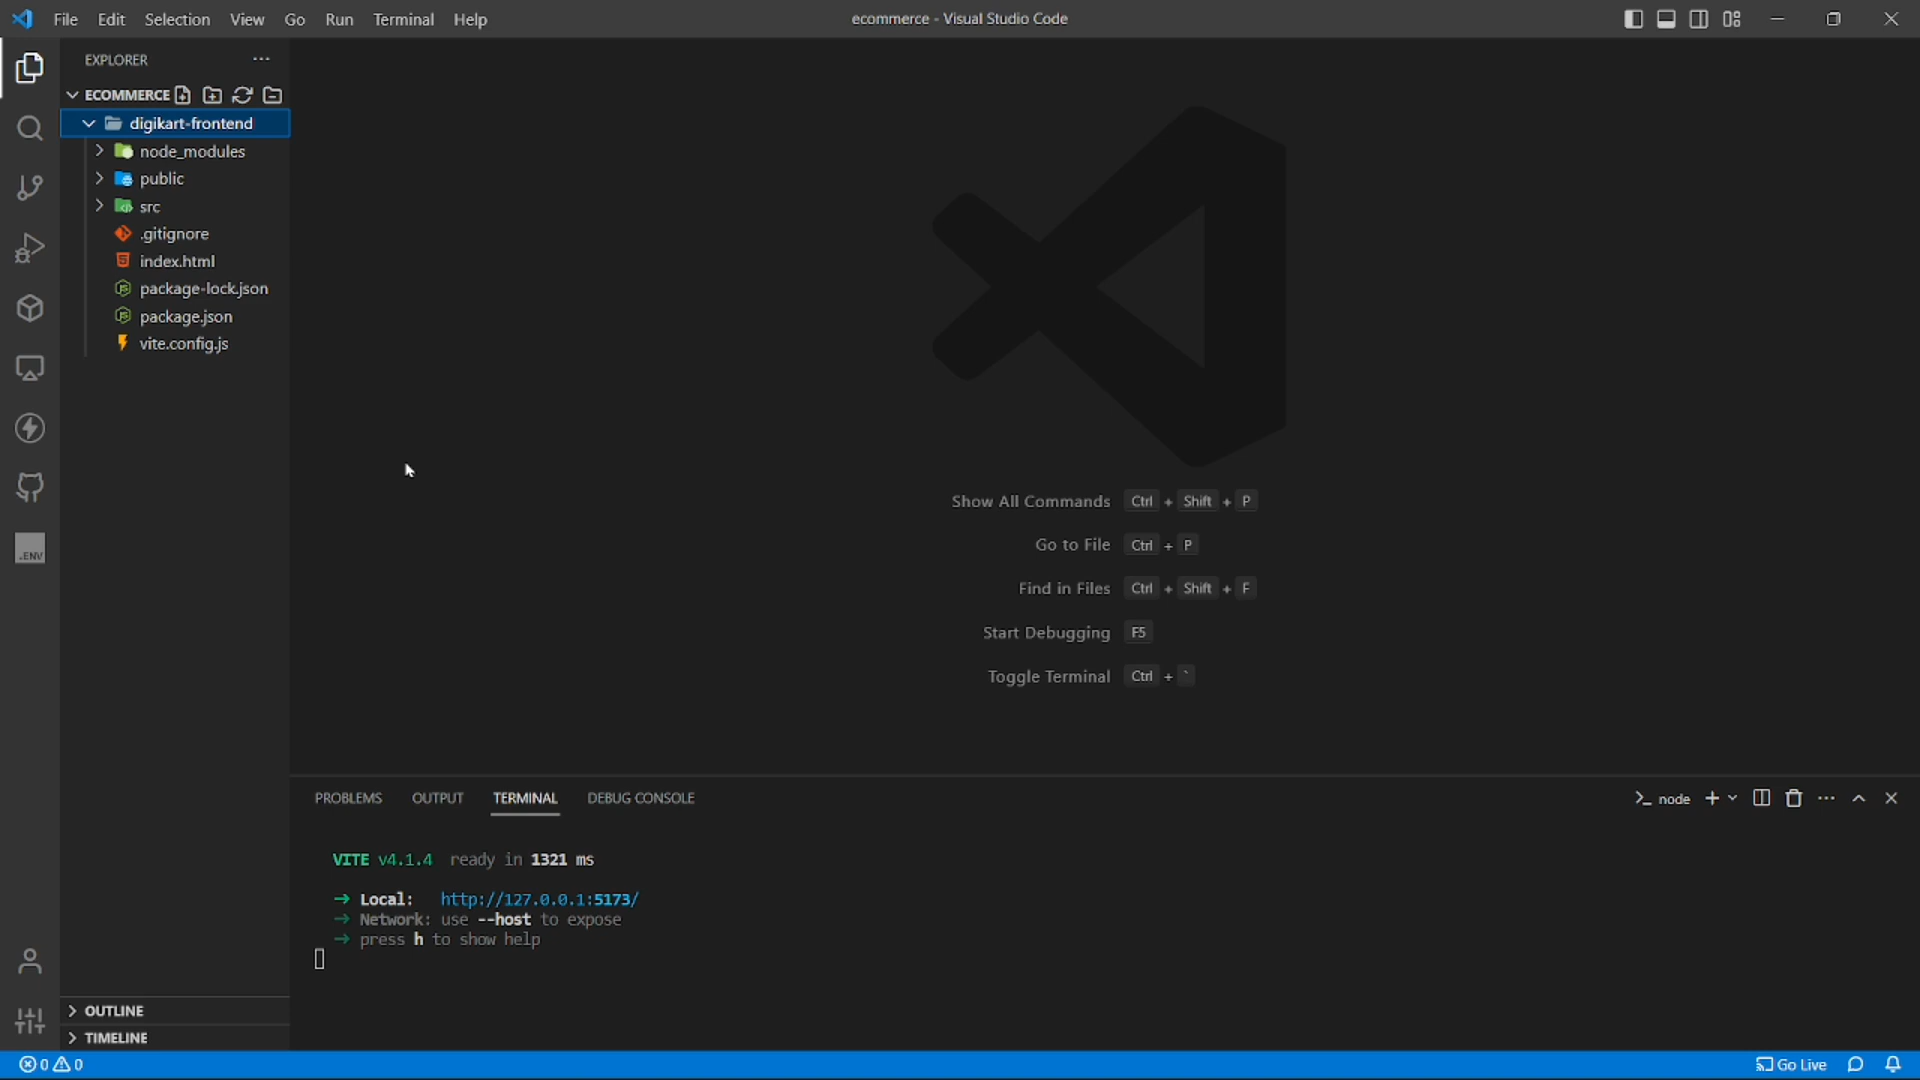 File Edit Selection View Go Run Terminal Help
ecommerce - Visual Studio Code
EXPLORER
ECOMMERCE
digikart-frontend
node_modules
public
src
.gitignore
index.html
package-lock.json
package.json
vite.config.js
.ENV
OUTLINE
TIMELINE
Show All Commands Ctrl + Shift + P
Go to File Ctrl + P
Find in Files Ctrl + Shift + F
Start Debugging F5
Toggle Terminal Ctrl + `
PROBLEMS OUTPUT TERMINAL DEBUG CONSOLE
node
VITE v4.1.4 ready in 1321 ms
→ Local: http://127.0.0.1:5173/
→ Network: use --host to expose
→ press h to show help
0 0
Go Live